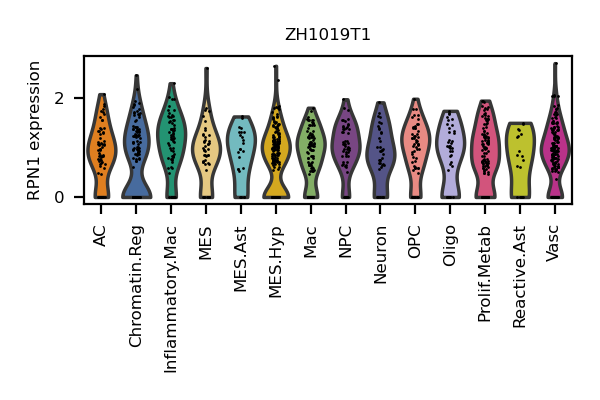 ZH1019T1
RPN1 expression
2
0
AC
Chromatin.Reg
Inflammatory.Mac
MES
MES.Ast
MES.Hyp
Mac
NPC
Neuron
OPC
Oligo
Prolif.Metab
Reactive.Ast
Vasc